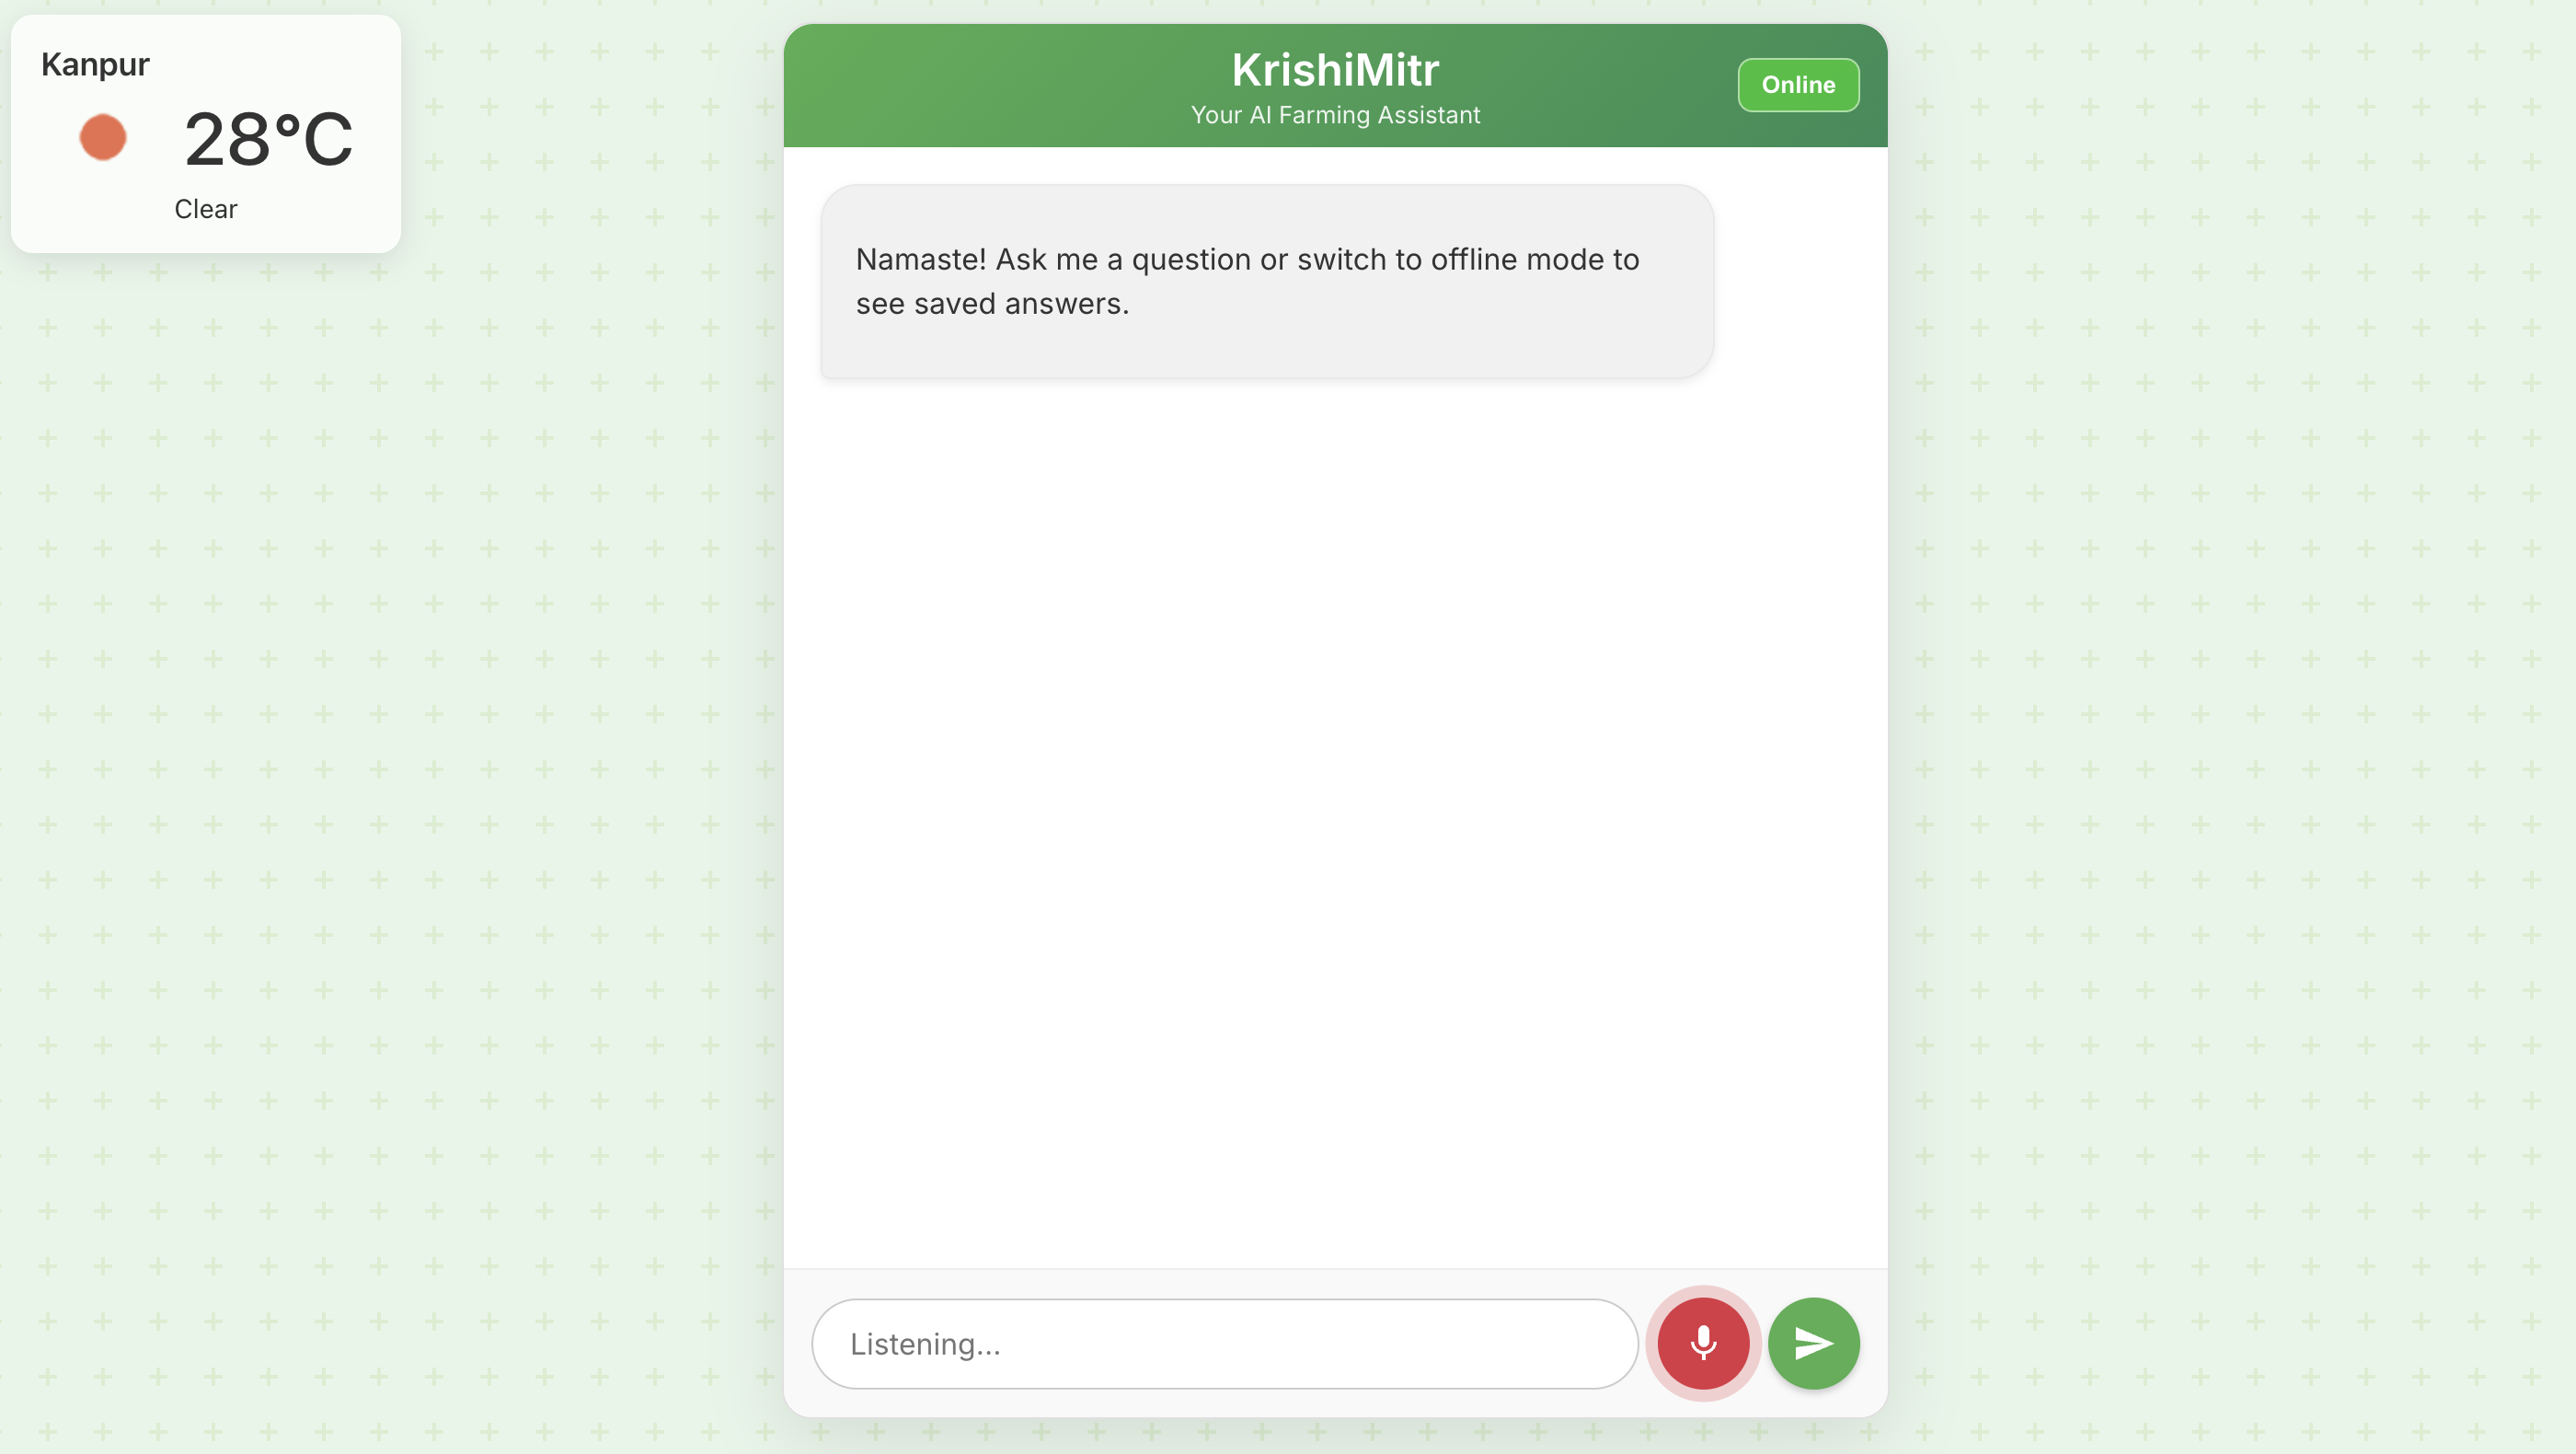 Kanpur
28°C
Clear
KrishiMitr
Your AI Farming Assistant
Online
Namaste! Ask me a question or switch to offline mode to
see saved answers.
Listening...